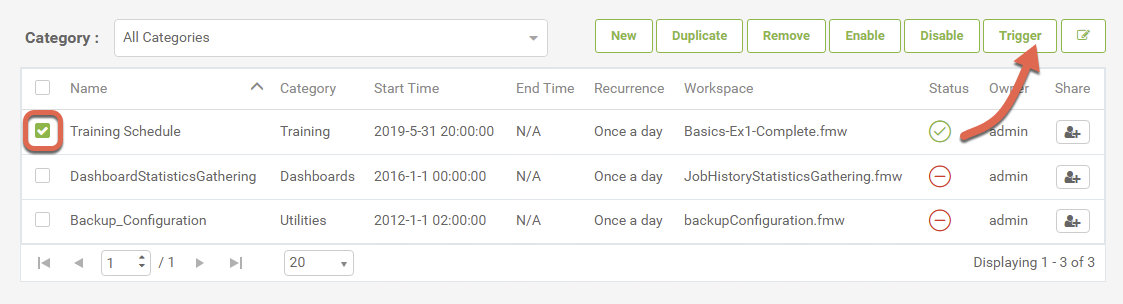 Category : All Categories New Duplicate Remove Enable Disable Trigger
Name Category Start Time End Time Recurrence Workspace Status Owner Share
Training Schedule Training 2019-5-31 20:00:00 N/A Once a day Basics-Ex1-Complete.fmw admin
DashboardStatisticsGathering Dashboards 2016-1-1 00:00:00 N/A Once a day JobHistoryStatisticsGathering.fmw admin
Backup_Configuration Utilities 2012-1-1 02:00:00 N/A Once a day backupConfiguration.fmw admin
1 / 1 20 Displaying 1 - 3 of 3